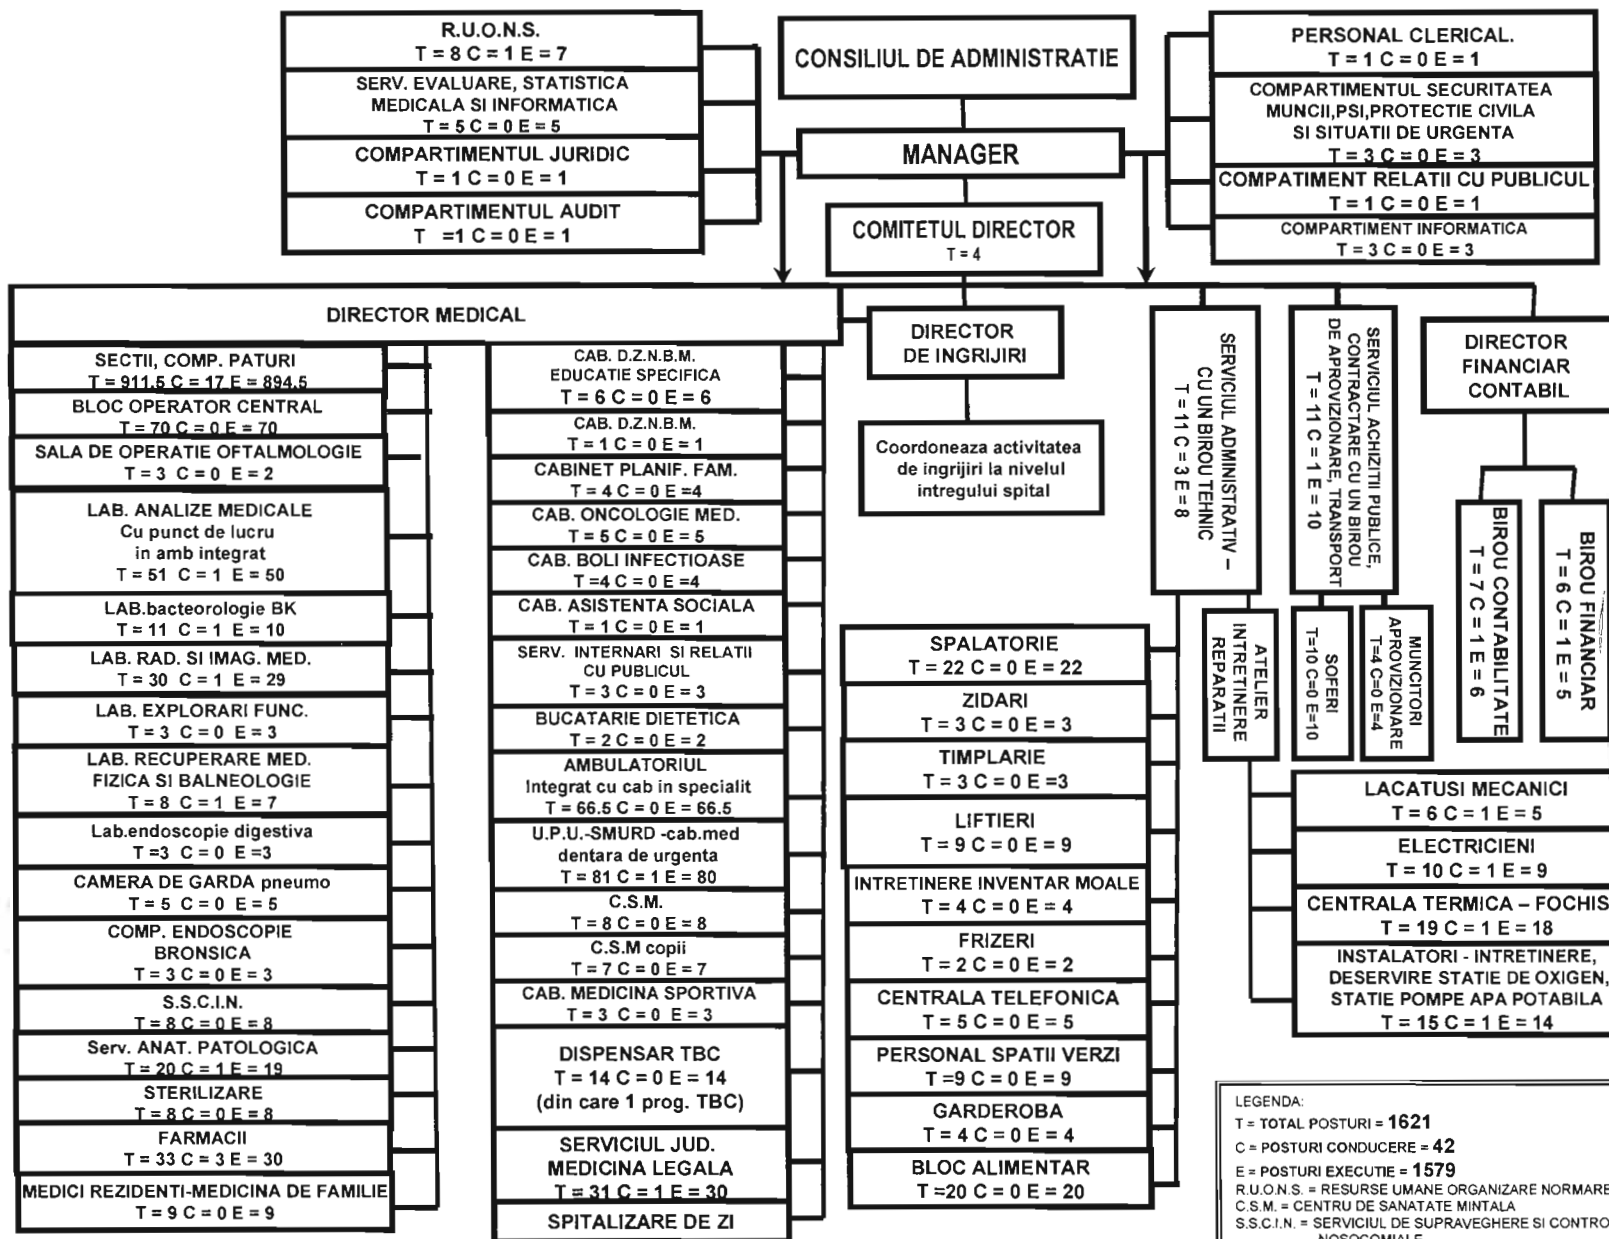 R.U.O.N.S.
T = 8 C = 1 E = 7
SERV. EVALUARE, STATISTICA
MEDICALA SI INFORMATICA
T = 5 C = 0 E = 5
COMPARTIMENTUL JURIDIC
T = 1 C = 0 E = 1
COMPARTIMENTUL AUDIT
T =1 C = 0 E = 1
CONSILIUL DE ADMINISTRATIE
MANAGER
COMITETUL DIRECTOR
T = 4
PERSONAL CLERICAL.
T = 1 C = 0 E = 1
COMPARTIMENTUL SECURITATEA
MUNCII,PSI,PROTECTIE CIVILA
SI SITUATII DE URGENTA
T = 3 C = 0 E = 3
COMPATIMENT RELATII CU PUBLICUL
T = 1 C = 0 E = 1
COMPARTIMENT INFORMATICA
T = 3 C = 0 E = 3
DIRECTOR MEDICAL
SECTII, COMP. PATURI
T = 911.5 C = 17 E = 894.5
BLOC OPERATOR CENTRAL
T = 70 C = 0 E = 70
SALA DE OPERATIE OFTALMOLOGIE
T = 3 C = 0 E = 2
LAB. ANALIZE MEDICALE
Cu punct de lucru
in amb integrat
T = 51 C = 1 E = 50
LAB.bacteorologie BK
T = 11 C = 1 E = 10
LAB. RAD. SI IMAG. MED.
T = 30 C = 1 E = 29
LAB. EXPLORARI FUNC.
T = 3 C = 0 E = 3
LAB. RECUPERARE MED.
FIZICA SI BALNEOLOGIE
T = 8 C = 1 E = 7
Lab.endoscopie digestiva
T =3 C = 0 E =3
CAMERA DE GARDA pneumo
T = 5 C = 0 E = 5
COMP. ENDOSCOPIE
BRONSICA
T = 3 C = 0 E = 3
S.S.C.I.N.
T = 8 C = 0 E = 8
Serv. ANAT. PATOLOGICA
T = 20 C = 1 E = 19
STERILIZARE
T = 8 C = 0 E = 8
FARMACII
T = 33 C = 3 E = 30
MEDICI REZIDENTI-MEDICINA DE FAMILIE
T = 9 C = 0 E = 9
CAB. D.Z.N.B.M.
EDUCATIE SPECIFICA
T = 6 C = 0 E = 6
CAB. D.Z.N.B.M.
T = 1 C = 0 E = 1
CABINET PLANIF. FAM.
T = 4 C = 0 E =4
CAB. ONCOLOGIE MED.
T = 5 C = 0 E = 5
CAB. BOLI INFECTIOASE
T =4 C = 0 E =4
CAB. ASISTENTA SOCIALA
T = 1 C = 0 E = 1
SERV. INTERNARI SI RELATII
CU PUBLICUL
T = 3 C = 0 E = 3
BUCATARIE DIETETICA
T = 2 C = 0 E = 2
AMBULATORIUL
Integrat cu cab in specialit
T = 66.5 C = 0 E = 66.5
U.P.U.-SMURD -cab.med
dentara de urgenta
T = 81 C = 1 E = 80
C.S.M.
T = 8 C = 0 E = 8
C.S.M copii
T = 7 C = 0 E = 7
CAB. MEDICINA SPORTIVA
T = 3 C = 0 E = 3
DISPENSAR TBC
T = 14 C = 0 E = 14
(din care 1 prog. TBC)
SERVICIUL JUD.
MEDICINA LEGALA
T = 31 C = 1 E = 30
SPITALIZARE DE ZI
DIRECTOR
DE INGRIJIRI
Coordoneaza activitatea
de ingrijiri la nivelul
intregului spital
SERVICIUL ADMINISTRATIV –
CU UN BIROU TEHNIC
T = 11 C = 3 E = 8
SERVICIUL ACHIZITII PUBLICE,
CONTRACTARE CU UN BIROU
DE APROVIZIONARE, TRANSPORT
T = 11 C = 1 E = 10
DIRECTOR
FINANCIAR
CONTABIL
BIROU CONTABILITATE
T = 7 C = 1 E = 6
BIROU FINANCIAR
T = 6 C = 1 E = 5
ATELIER
INTRETINERE
REPARATII
SOFERI
T=10 C=0 E=10
MUNCITORI
APROVIZIONARE
T=4 C=0 E=4
SPALATORIE
T = 22 C = 0 E = 22
ZIDARI
T = 3 C = 0 E = 3
TIMPLARIE
T = 3 C = 0 E =3
LIFTIERI
T = 9 C = 0 E = 9
INTRETINERE INVENTAR MOALE
T = 4 C = 0 E = 4
FRIZERI
T = 2 C = 0 E = 2
CENTRALA TELEFONICA
T = 5 C = 0 E = 5
PERSONAL SPATII VERZI
T =9 C = 0 E = 9
GARDEROBA
T = 4 C = 0 E = 4
BLOC ALIMENTAR
T =20 C = 0 E = 20
LACATUSI MECANICI
T = 6 C = 1 E = 5
ELECTRICIENI
T = 10 C = 1 E = 9
CENTRALA TERMICA – FOCHIS
T = 19 C = 1 E = 18
INSTALATORI - INTRETINERE,
DESERVIRE STATIE DE OXIGEN,
STATIE POMPE APA POTABILA
T = 15 C = 1 E = 14
LEGENDA:
T = TOTAL POSTURI = 1621
C = POSTURI CONDUCERE = 42
E = POSTURI EXECUTIE = 1579
R.U.O.N.S. = RESURSE UMANE ORGANIZARE NORMARE
C.S.M. = CENTRU DE SANATATE MINTALA
S.S.C.I.N. = SERVICIUL DE SUPRAVEGHERE SI CONTRO
NOSOCOMIALE